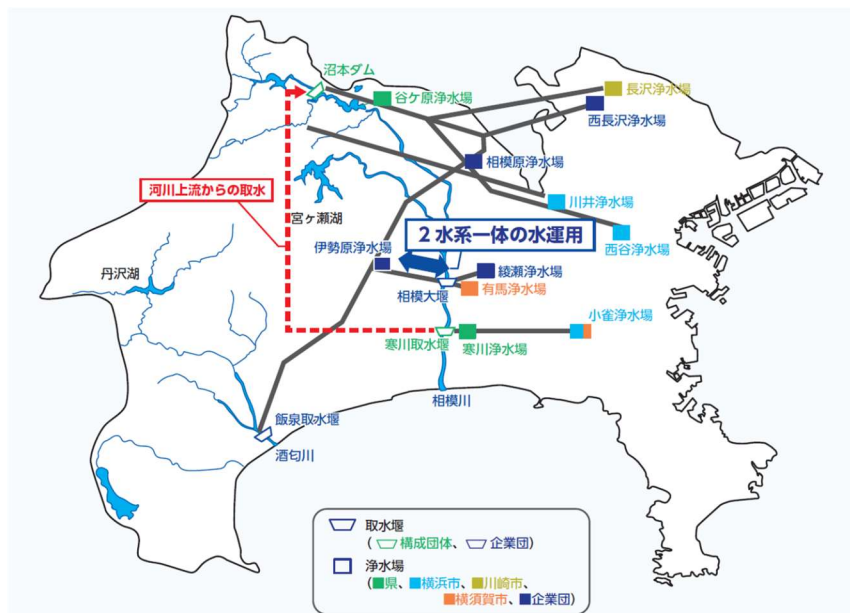 沼本ダム
谷ケ原浄水場
長沢浄水場
西長沢浄水場
相模原浄水場
河川上流からの取水
宮ヶ瀬湖
川井浄水場
2水系一体の水運用
西谷浄水場
伊勢原浄水場
丹沢湖
綾瀬浄水場
相模大堰
有馬浄水場
小雀浄水場
寒川取水堰
寒川浄水場
相模川
飯泉取水堰
酒匂川
取水堰
(構成団体、企業団)
浄水場
(県、横浜市、川崎市、
横須賀市、企業団)